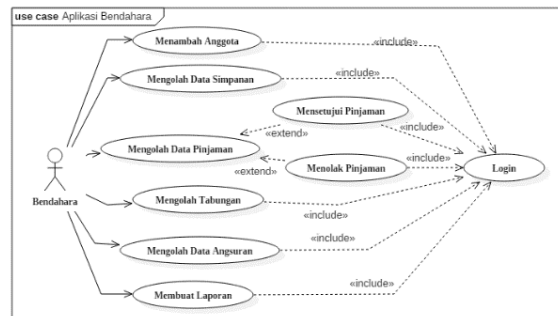 use case Aplikasi Bendahara
Menambah Anggota
«include»
Mengolah Data Simpanan
«include»
Mensetujui Pinjaman
«extend»
«include»
Mengolah Data Pinjaman
«include»
Menolak Pinjaman
«extend»
Login
Bendahara
Mengolah Tabungan
«include»
Mengolah Data Angsuran
«include»
Membuat Laporan
«include»